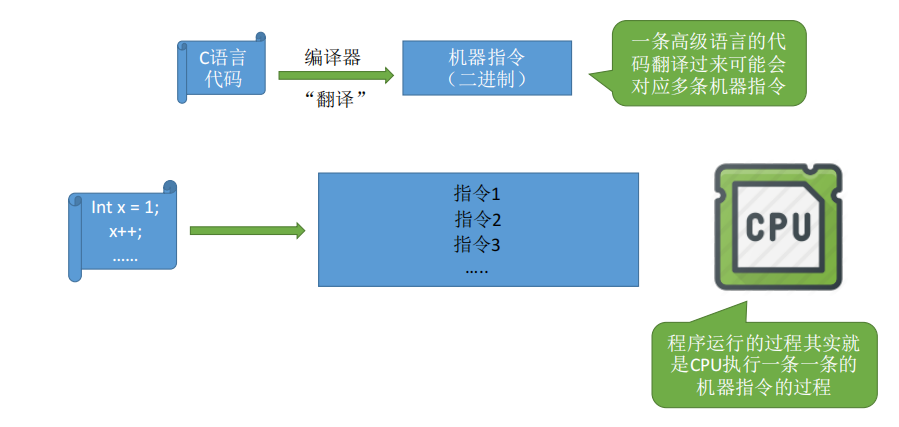 C语言
代码
编译器
“翻译”
机器指令
（二进制）
一条高级语言的代
码翻译过来可能会
对应多条机器指令
Int x = 1;
x++;
……
指令1
指令2
指令3
…..
CPU
程序运行的过程其实就
是CPU执行一条一条的
机器指令的过程